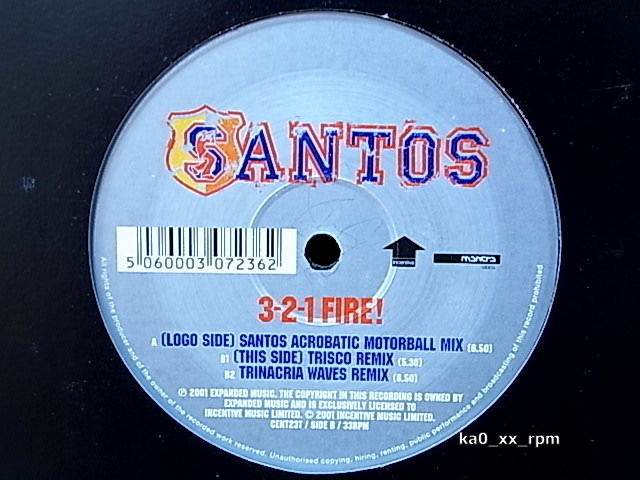 SANTOS
5 060003 072362
incentive
mantra
3-2-1 FIRE!
A (LOGO SIDE) SANTOS ACROBATIC MOTORBALL MIX (6.50)
B1 (THIS SIDE) TRISCO REMIX (5.30)
B2 TRINACRIA WAVES REMIX (6.50)
℗ 2001 EXPANDED MUSIC. THE COPYRIGHT IN THIS RECORDING IS OWNED BY
EXPANDED MUSIC AND IS EXCLUSIVELY LICENSED TO
INCENTIVE MUSIC LIMITED. © 2001 INCENTIVE MUSIC LIMITED.
CENT23T / SIDE B / 33RPM
All rights of the producer and of the owner of the recorded work reserved. Unauthorised copying, hiring, renting, public performance and broadcasting of this record prohibited
ka0_xx_rpm